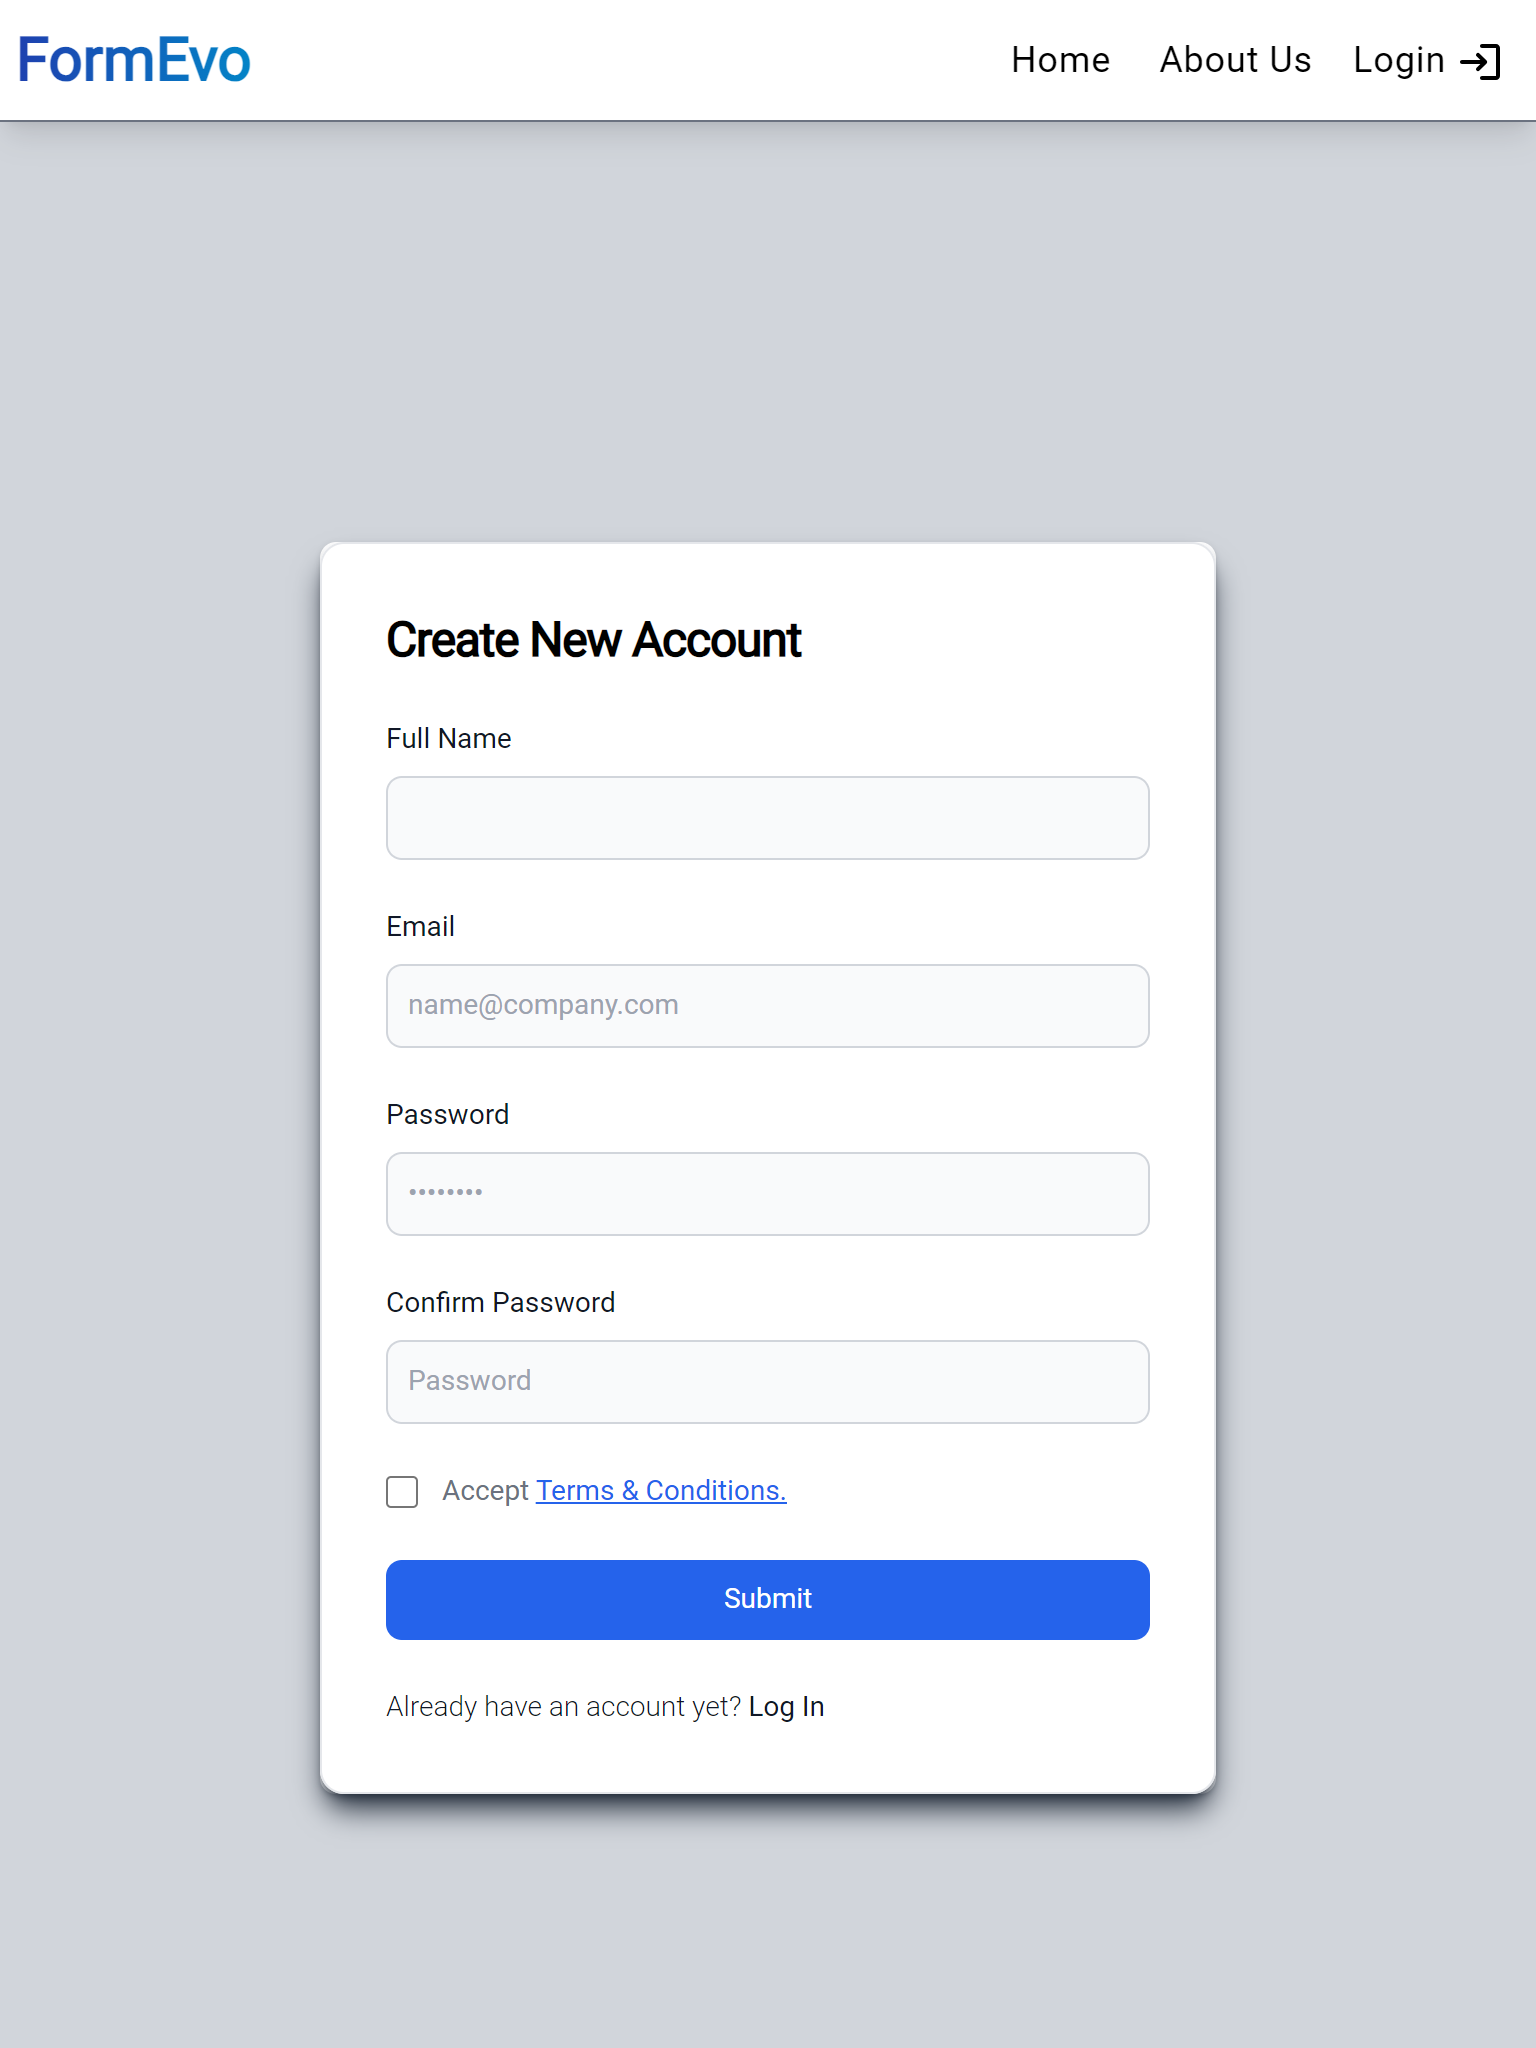 FormEvo
Home About Us Login
Create New Account
Full Name
Email
name@company.com
Password
••••••••
Confirm Password
Password
Accept Terms & Conditions.
Submit
Already have an account yet? Log In